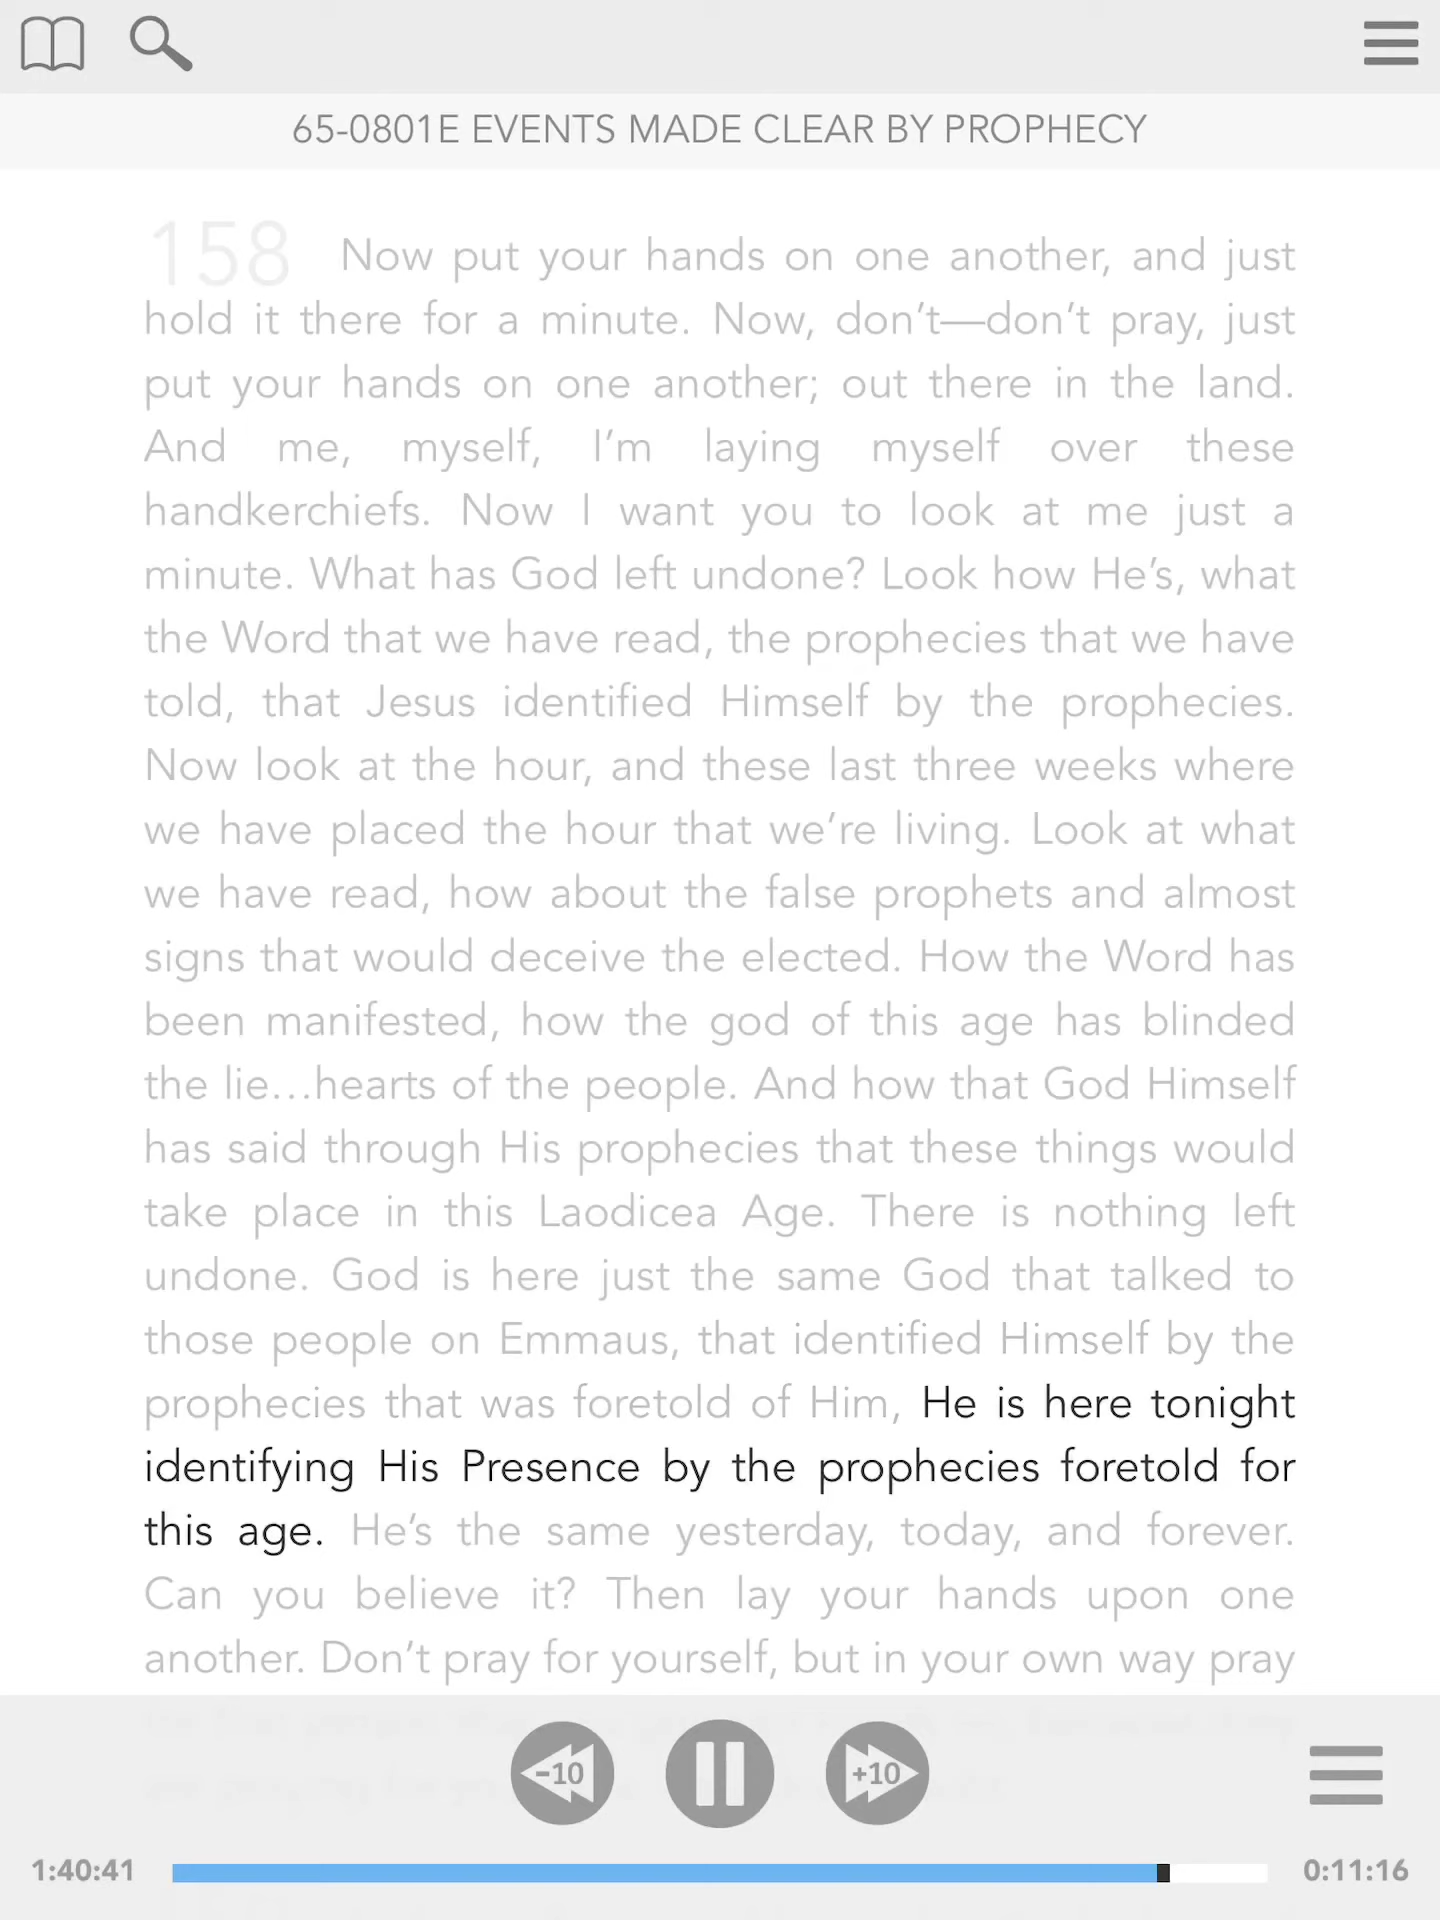 65-0801E EVENTS MADE CLEAR BY PROPHECY
158 Now put your hands on one another, and just
hold it there for a minute. Now, don’t—don’t pray, just
put your hands on one another; out there in the land.
And me, myself, I’m laying myself over these
handkerchiefs. Now I want you to look at me just a
minute. What has God left undone? Look how He’s, what
the Word that we have read, the prophecies that we have
told, that Jesus identified Himself by the prophecies.
Now look at the hour, and these last three weeks where
we have placed the hour that we’re living. Look at what
we have read, how about the false prophets and almost
signs that would deceive the elected. How the Word has
been manifested, how the god of this age has blinded
the lie…hearts of the people. And how that God Himself
has said through His prophecies that these things would
take place in this Laodicea Age. There is nothing left
undone. God is here just the same God that talked to
those people on Emmaus, that identified Himself by the
prophecies that was foretold of Him, He is here tonight
identifying His Presence by the prophecies foretold for
this age. He’s the same yesterday, today, and forever.
Can you believe it? Then lay your hands upon one
another. Don’t pray for yourself, but in your own way pray
-10 +10
1:40:41 0:11:16